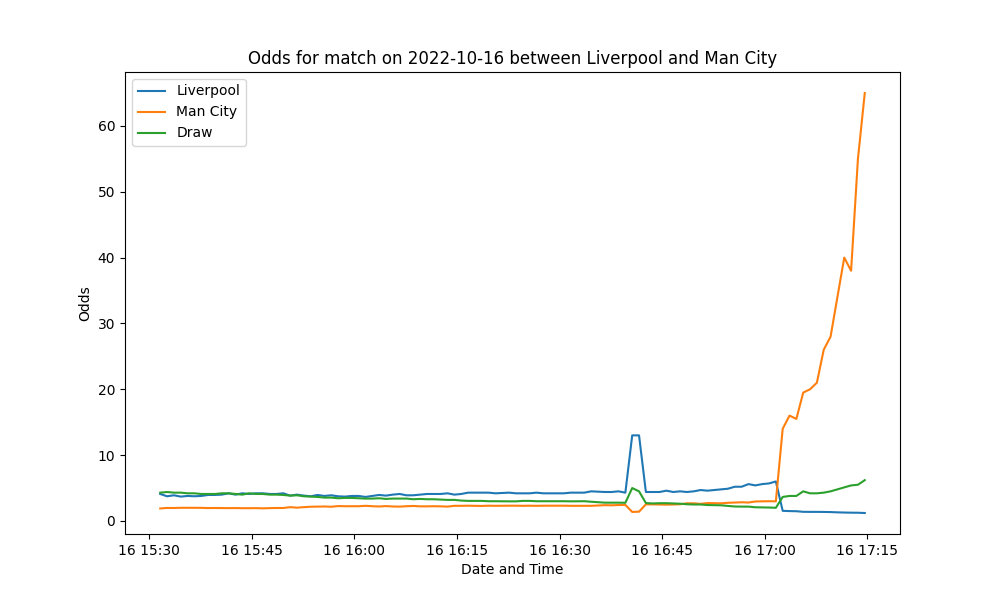 Odds for match on 2022-10-16 between Liverpool and Man City
Liverpool
Man City
Draw
60
50
40
30
20
10
0
Odds
16 15:30 16 15:45 16 16:00 16 16:15 16 16:30 16 16:45 16 17:00 16 17:15
Date and Time